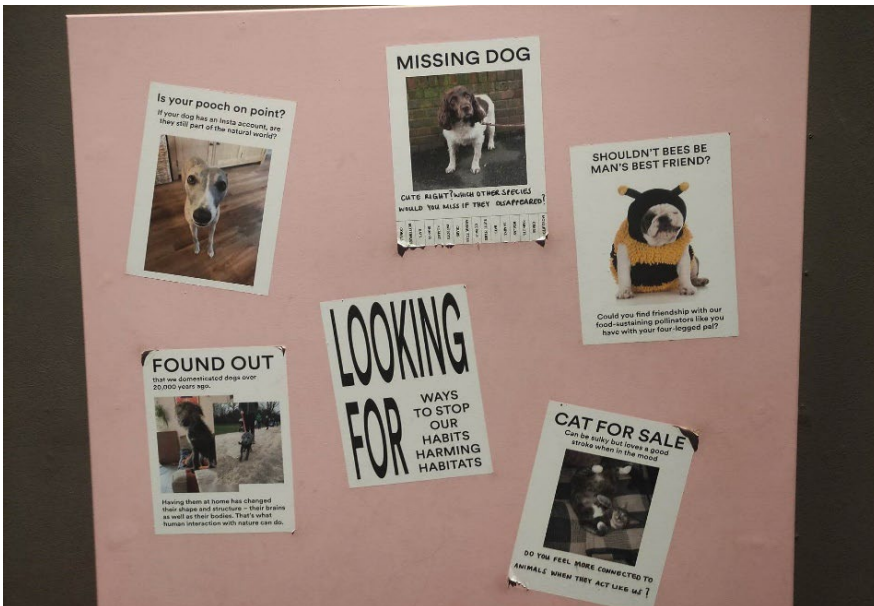 Is your pooch on point?
If your dog has an Insta account, are
they still part of the natural world?
MISSING DOG
CUTE RIGHT? WHICH OTHER SPECIES
WOULD YOU MISS IF THEY DISAPPEARED?
SHOULDN'T BEES BE
MAN'S BEST FRIEND?
Could you find friendship with our
food-sustaining pollinators like you
have with your four-legged pal?
FOUND OUT
that we domesticated dogs over
20,000 years ago.
Having them at home has changed
their shape and structure – their brains
as well as their bodies. That's what
human interaction with nature can do.
LOOKING
FOR
WAYS
TO STOP
OUR
HABITS
HARMING
HABITATS
CAT FOR SALE
Can be sulky but loves a good
stroke when in the mood
DO YOU FEEL MORE CONNECTED TO
ANIMALS WHEN THEY ACT LIKE US?